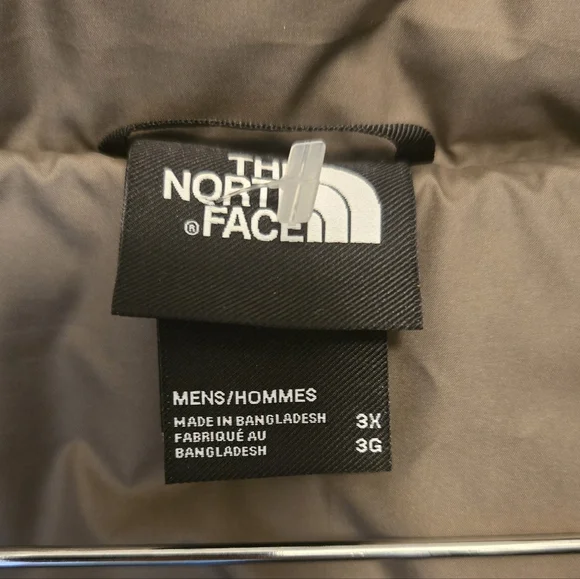 THE
NORTH
® FACE
MENS/HOMMES
MADE IN BANGLADESH 3X
FABRIQUÉ AU 3G
BANGLADESH